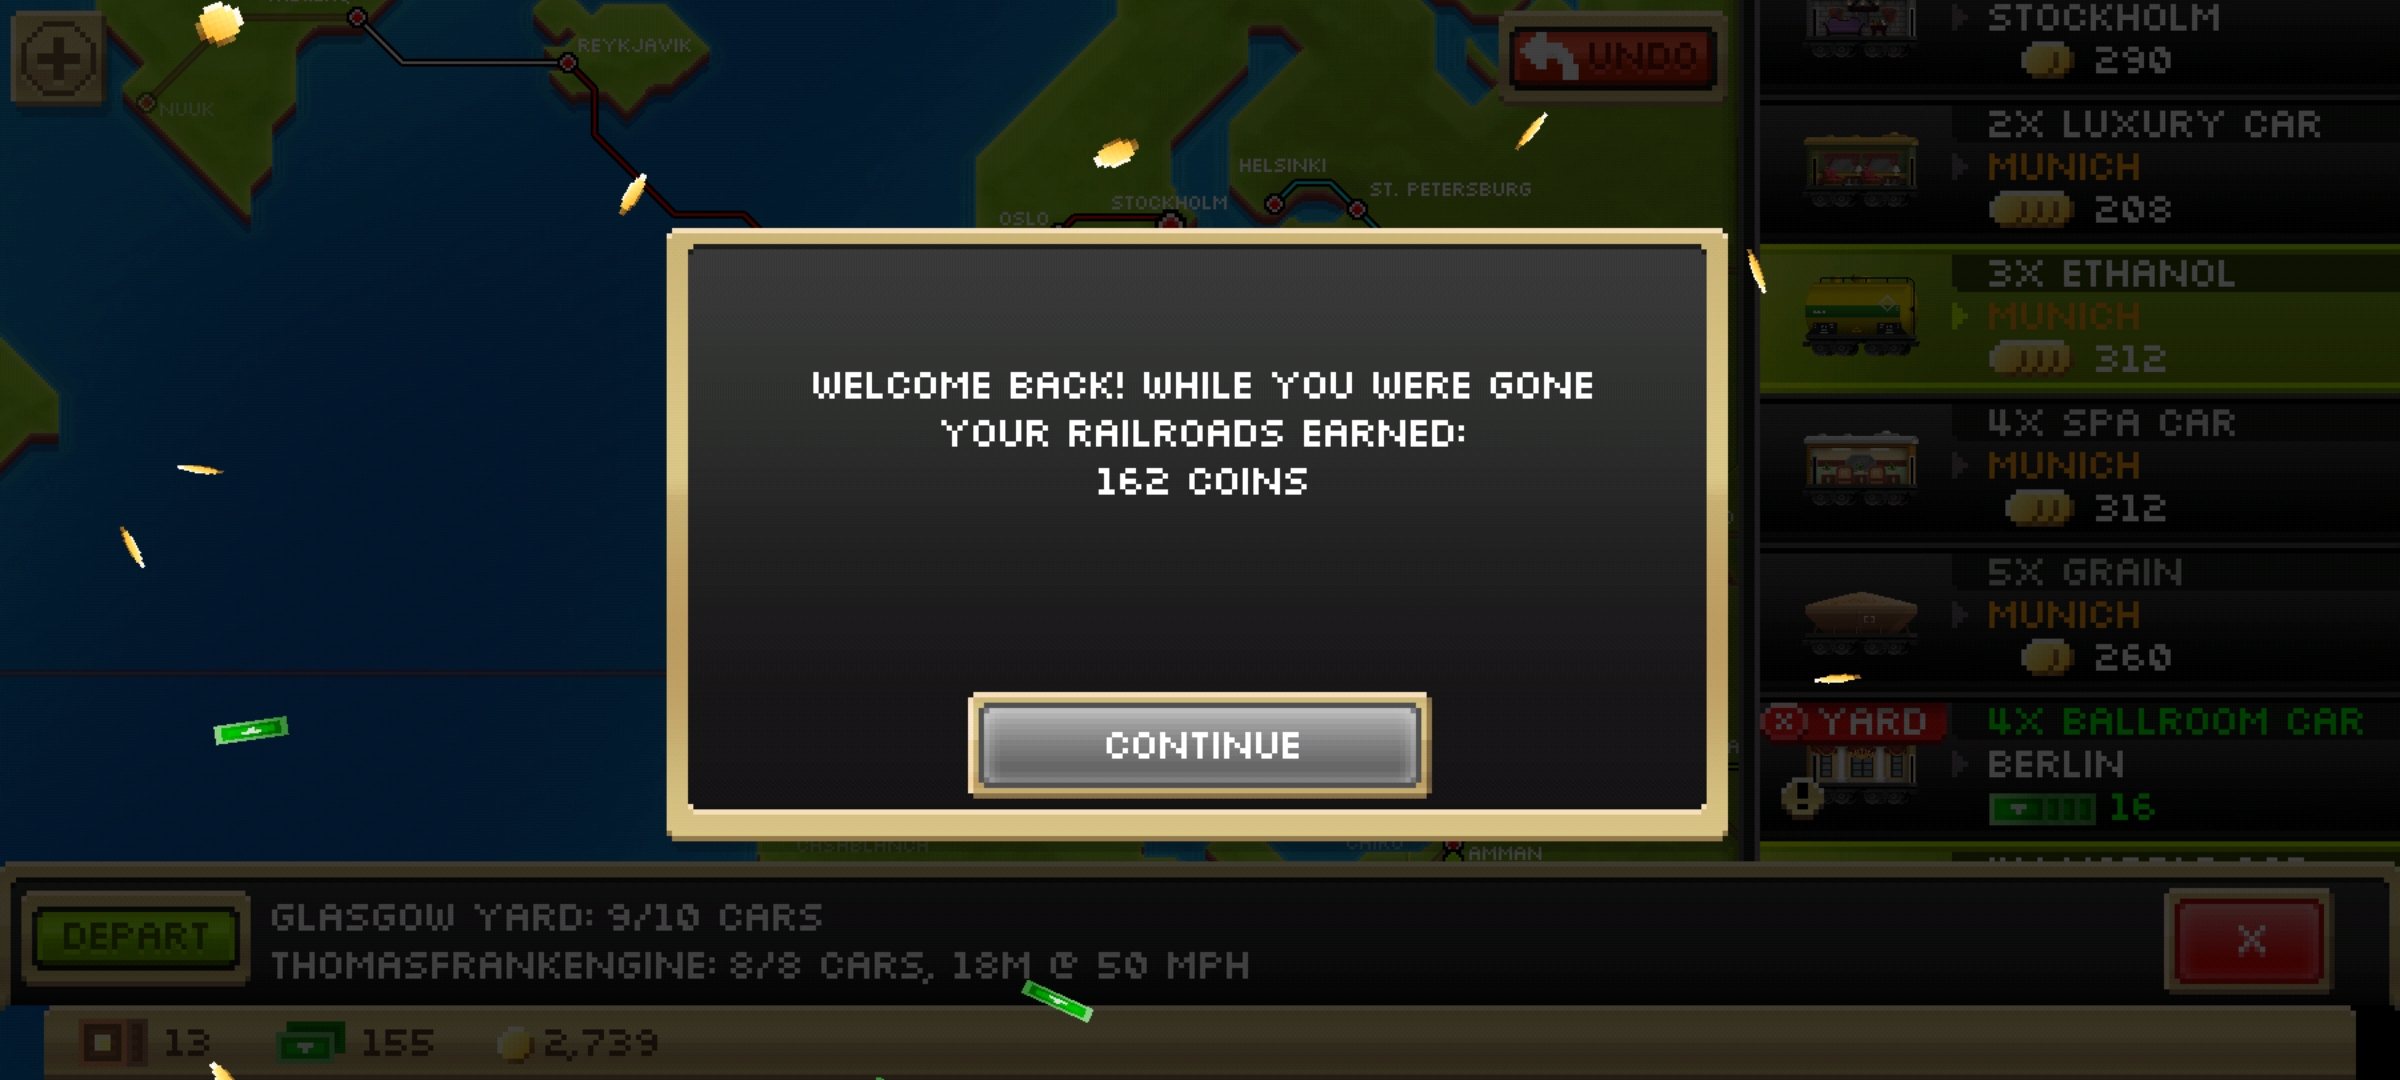 REYKJAVIK
NUUK
UNDO
HELSINKI
ST. PETERSBURG
STOCKHOLM
OSLO
WELCOME BACK! WHILE YOU WERE GONE
YOUR RAILROADS EARNED:
162 COINS
CONTINUE
CASABLANCA
CAIRO
AMMAN
STOCKHOLM
290
2X LUXURY CAR
MUNICH
208
3X ETHANOL
MUNICH
312
4X SPA CAR
MUNICH
312
5X GRAIN
MUNICH
260
X YARD
4X BALLROOM CAR
BERLIN
16
DEPART
GLASGOW YARD: 9/10 CARS
THOMASFRANKENGINE: 8/8 CARS, 18M @ 50 MPH
X
13
155
2,739